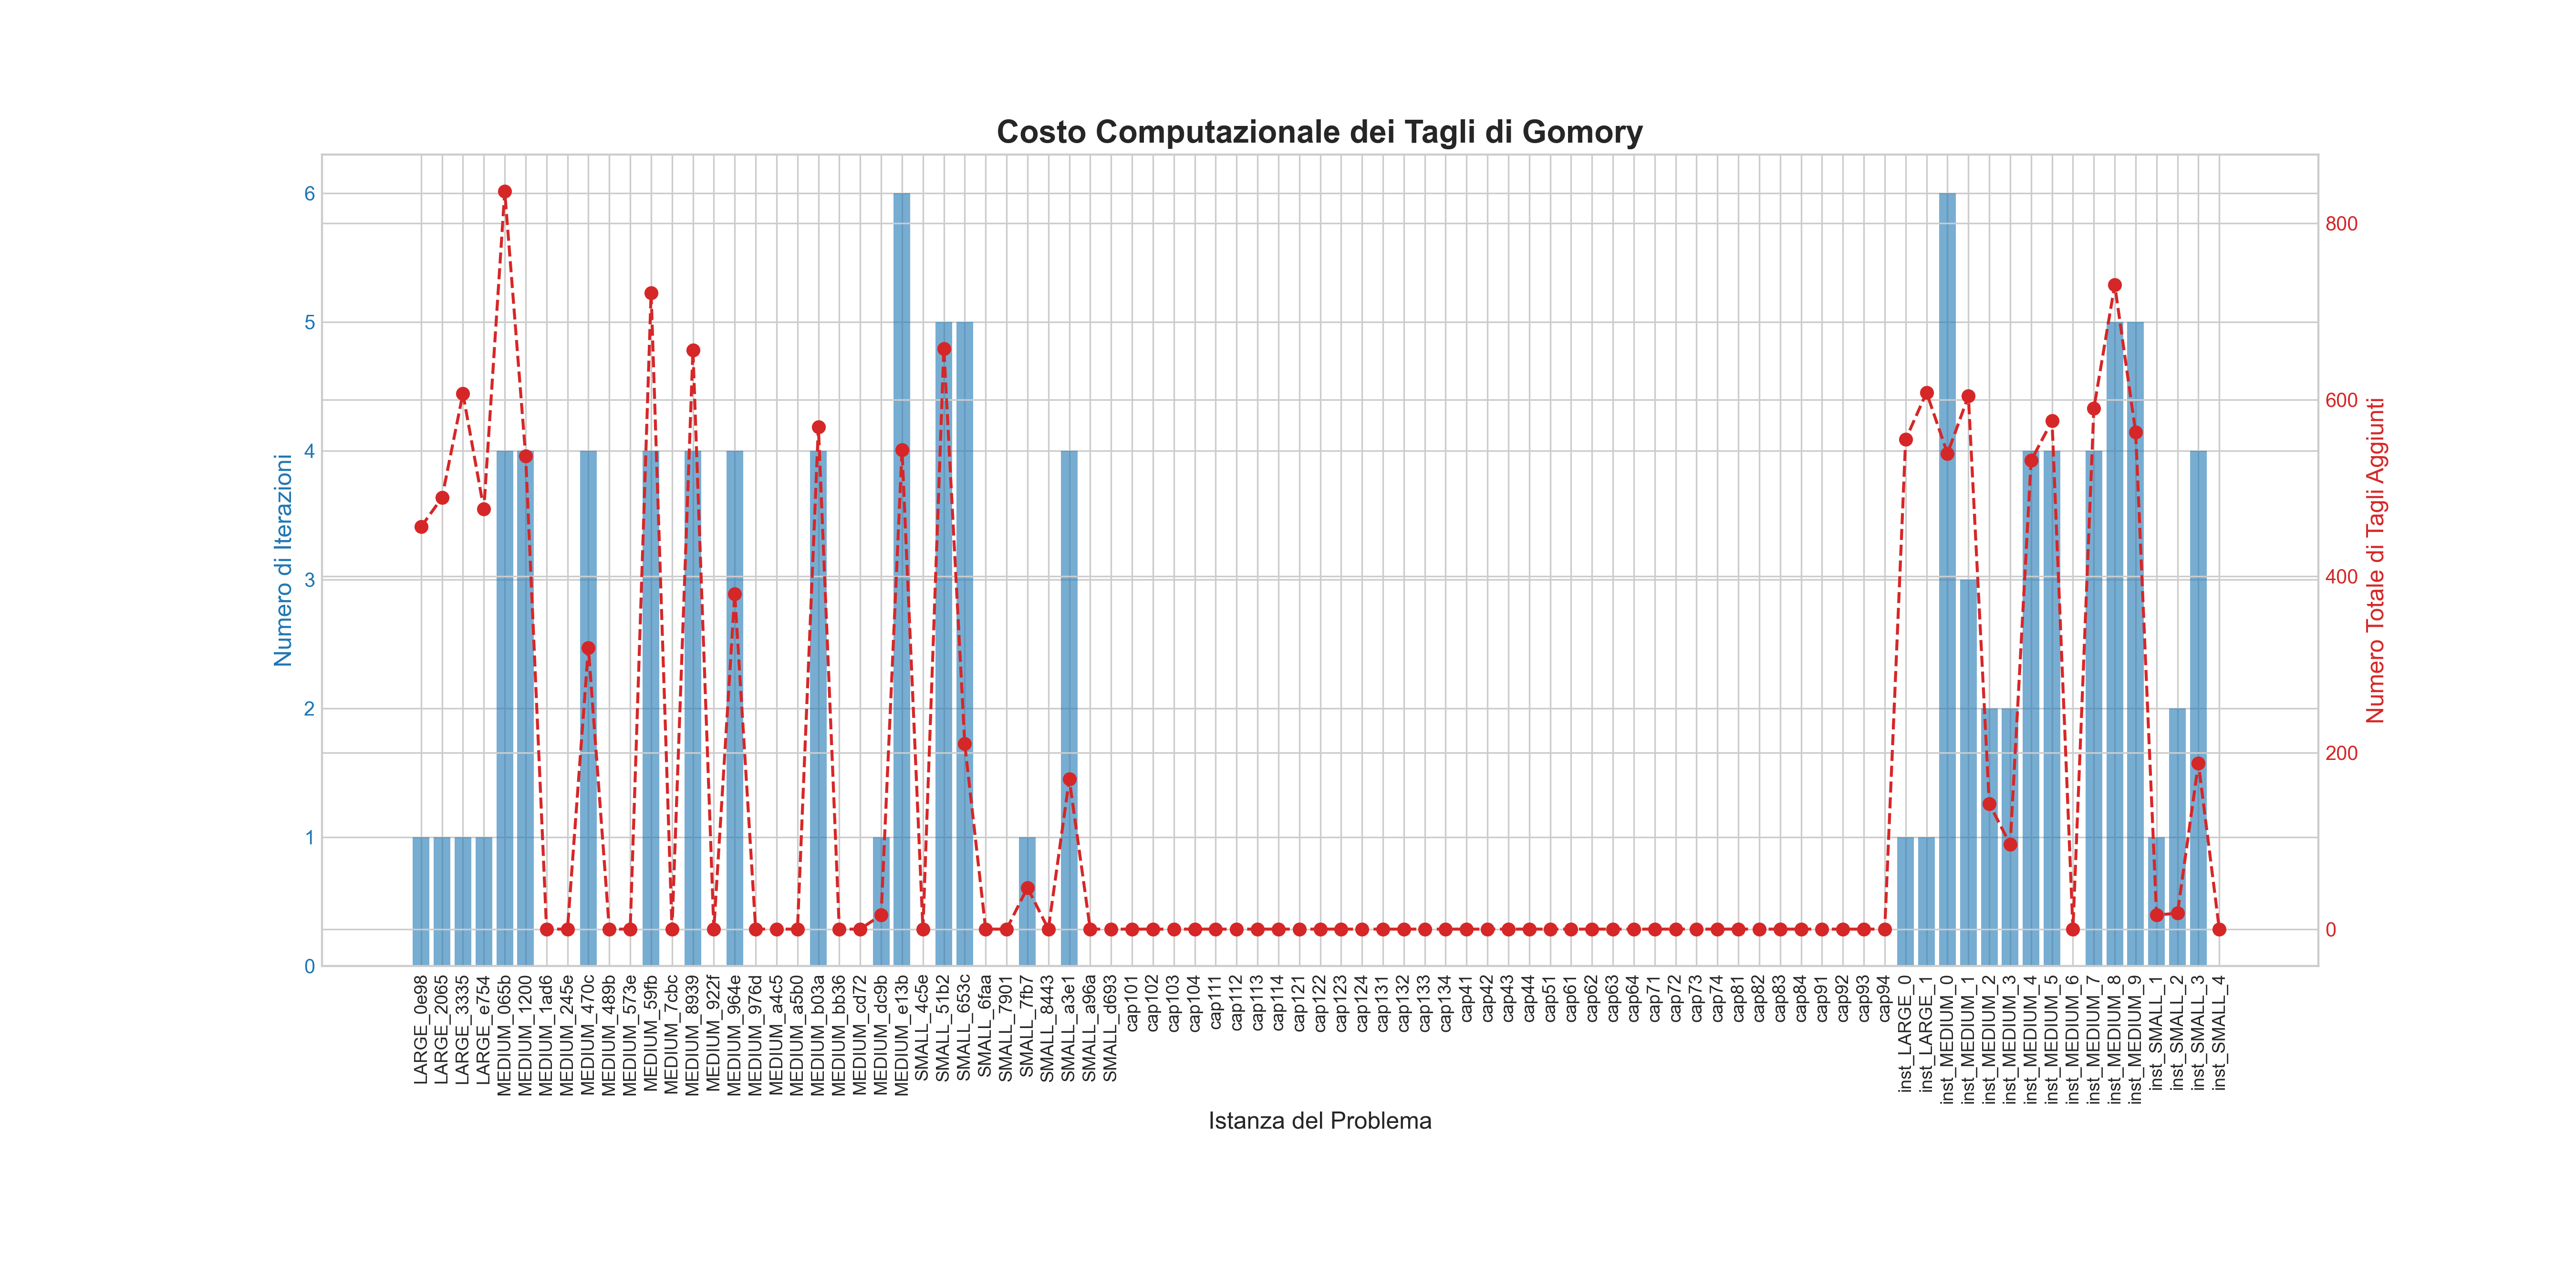 Costo Computazionale dei Tagli di Gomory
Numero di Iterazioni
6
5
4
3
2
1
0
800
600
400
200
0
Numero Totale di Tagli Aggiunti
LARGE_0e98
LARGE_2065
LARGE_3335
LARGE_e754
MEDIUM_065b
MEDIUM_1200
MEDIUM_1ad6
MEDIUM_245e
MEDIUM_470c
MEDIUM_489b
MEDIUM_573e
MEDIUM_59fb
MEDIUM_7cbc
MEDIUM_8939
MEDIUM_922f
MEDIUM_964e
MEDIUM_976d
MEDIUM_a4c5
MEDIUM_a5b0
MEDIUM_b03a
MEDIUM_bb36
MEDIUM_cd72
MEDIUM_dc9b
MEDIUM_e13b
SMALL_4c5e
SMALL_51b2
SMALL_653c
SMALL_6faa
SMALL_7901
SMALL_7fb7
SMALL_8443
SMALL_a3e1
SMALL_a96a
SMALL_d693
cap101
cap102
cap103
cap104
cap111
cap112
cap113
cap114
cap121
cap122
cap123
cap124
cap131
cap132
cap133
cap134
cap41
cap42
cap43
cap44
cap51
cap61
cap62
cap63
cap64
cap71
cap72
cap73
cap74
cap81
cap82
cap83
cap84
cap91
cap92
cap93
cap94
inst_LARGE_0
inst_LARGE_1
inst_MEDIUM_0
inst_MEDIUM_1
inst_MEDIUM_2
inst_MEDIUM_3
inst_MEDIUM_4
inst_MEDIUM_5
inst_MEDIUM_6
inst_MEDIUM_7
inst_MEDIUM_8
inst_MEDIUM_9
inst_SMALL_1
inst_SMALL_2
inst_SMALL_3
inst_SMALL_4
Istanza del Problema